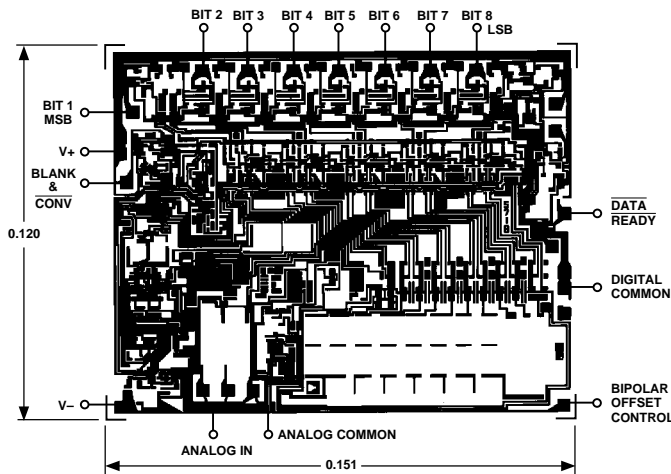 BIT 2 BIT 3 BIT 4 BIT 5 BIT 6 BIT 7 BIT 8
LSB
BIT 1
MSB
V+
BLANK
&
CONV
0.120
DATA
READY
DIGITAL
COMMON
V–
BIPOLAR
OFFSET
CONTROL
ANALOG IN
ANALOG COMMON
0.151